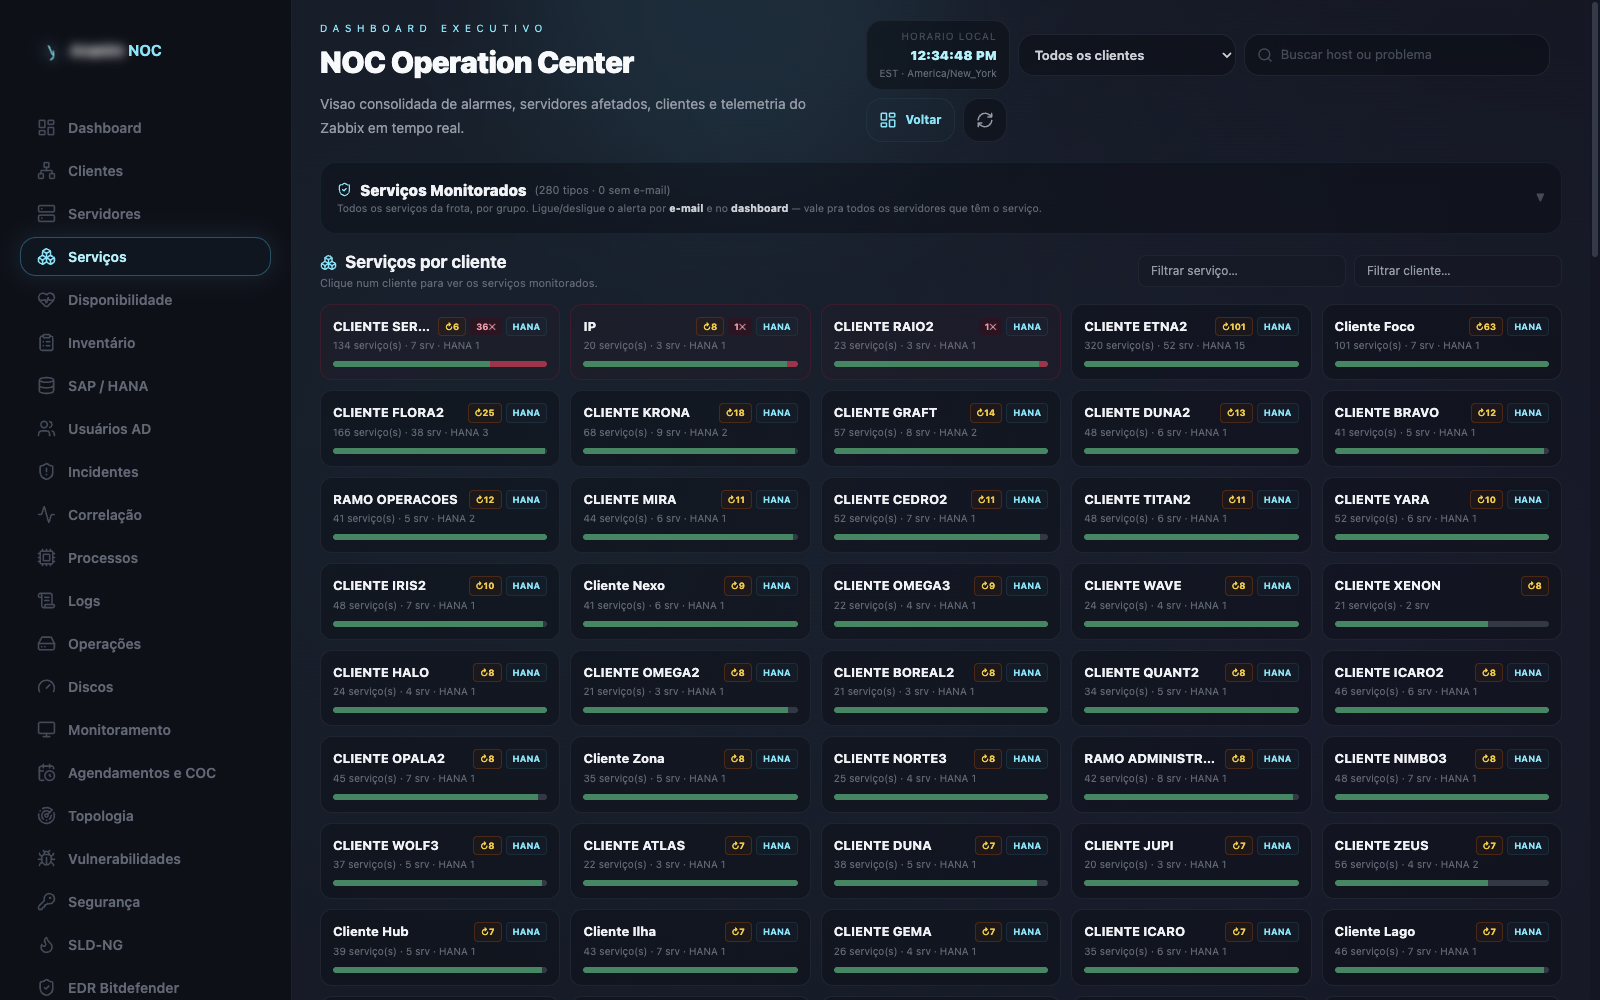 NOC
Dashboard
Clientes
Servidores
Serviços
Disponibilidade
Inventário
SAP / HANA
Usuários AD
Incidentes
Correlação
Processos
Logs
Operações
Discos
Monitoramento
Agendamentos e COC
Topologia
Vulnerabilidades
Segurança
SLD-NG
EDR Bitdefender
DASHBOARD EXECUTIVO
NOC Operation Center
Visao consolidada de alarmes, servidores afetados, clientes e telemetria do
Zabbix em tempo real.
HORARIO LOCAL
12:34:48 PM
EST · America/New_York
Todos os clientes
Buscar host ou problema
Voltar
Serviços Monitorados (280 tipos · 0 sem e-mail)
Todos os serviços da frota, por grupo. Ligue/desligue o alerta por e-mail e no dashboard — vale pra todos os servidores que têm o serviço.
Serviços por cliente
Clique num cliente para ver os serviços monitorados.
Filtrar serviço...
Filtrar cliente...
CLIENTE SER... ↻6 36× HANA
134 serviço(s) · 7 srv · HANA 1
IP ↻8 1× HANA
20 serviço(s) · 3 srv · HANA 1
CLIENTE RAIO2 1× HANA
23 serviço(s) · 3 srv · HANA 1
CLIENTE ETNA2 ↻101 HANA
320 serviço(s) · 52 srv · HANA 15
Cliente Foco ↻63 HANA
101 serviço(s) · 7 srv · HANA 1
CLIENTE FLORA2 ↻25 HANA
166 serviço(s) · 38 srv · HANA 3
CLIENTE KRONA ↻18 HANA
68 serviço(s) · 9 srv · HANA 2
CLIENTE GRAFT ↻14 HANA
57 serviço(s) · 8 srv · HANA 2
CLIENTE DUNA2 ↻13 HANA
48 serviço(s) · 6 srv · HANA 1
CLIENTE BRAVO ↻12 HANA
41 serviço(s) · 5 srv · HANA 1
RAMO OPERACOES ↻12 HANA
41 serviço(s) · 5 srv · HANA 2
CLIENTE MIRA ↻11 HANA
44 serviço(s) · 6 srv · HANA 1
CLIENTE CEDRO2 ↻11 HANA
52 serviço(s) · 7 srv · HANA 1
CLIENTE TITAN2 ↻11 HANA
48 serviço(s) · 6 srv · HANA 1
CLIENTE YARA ↻10 HANA
52 serviço(s) · 6 srv · HANA 1
CLIENTE IRIS2 ↻10 HANA
48 serviço(s) · 7 srv · HANA 1
Cliente Nexo ↻9 HANA
41 serviço(s) · 6 srv · HANA 1
CLIENTE OMEGA3 ↻9 HANA
22 serviço(s) · 4 srv · HANA 1
CLIENTE WAVE ↻8 HANA
24 serviço(s) · 4 srv · HANA 1
CLIENTE XENON ↻8
21 serviço(s) · 2 srv
CLIENTE HALO ↻8 HANA
24 serviço(s) · 4 srv · HANA 1
CLIENTE OMEGA2 ↻8 HANA
21 serviço(s) · 3 srv · HANA 1
CLIENTE BOREAL2 ↻8 HANA
21 serviço(s) · 3 srv · HANA 1
CLIENTE QUANT2 ↻8 HANA
34 serviço(s) · 5 srv · HANA 1
CLIENTE ICARO2 ↻8 HANA
46 serviço(s) · 6 srv · HANA 1
CLIENTE OPALA2 ↻8 HANA
45 serviço(s) · 7 srv · HANA 1
Cliente Zona ↻8 HANA
35 serviço(s) · 5 srv · HANA 1
CLIENTE NORTE3 ↻8 HANA
25 serviço(s) · 4 srv · HANA 1
RAMO ADMINISTR... ↻8 HANA
42 serviço(s) · 8 srv · HANA 1
CLIENTE NIMBO3 ↻8 HANA
48 serviço(s) · 7 srv · HANA 1
CLIENTE WOLF3 ↻8 HANA
37 serviço(s) · 5 srv · HANA 1
CLIENTE ATLAS ↻7 HANA
22 serviço(s) · 3 srv · HANA 1
CLIENTE DUNA ↻7 HANA
38 serviço(s) · 5 srv · HANA 1
CLIENTE JUPI ↻7 HANA
20 serviço(s) · 3 srv · HANA 1
CLIENTE ZEUS ↻7 HANA
56 serviço(s) · 4 srv · HANA 2
Cliente Hub ↻7 HANA
39 serviço(s) · 5 srv · HANA 1
Cliente Ilha ↻7 HANA
43 serviço(s) · 7 srv · HANA 1
CLIENTE GEMA ↻7 HANA
26 serviço(s) · 4 srv · HANA 1
CLIENTE ICARO ↻7 HANA
35 serviço(s) · 6 srv · HANA 1
Cliente Lago ↻7 HANA
46 serviço(s) · 7 srv · HANA 1